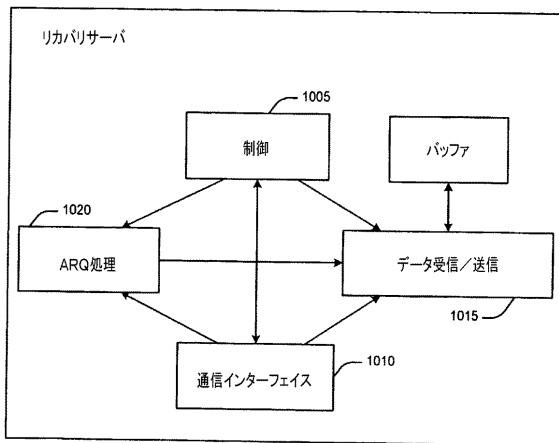 リカバリサーバ
1005
制御
バッファ
1020
ARQ処理
データ受信／送信
1015
通信インターフェイス
1010